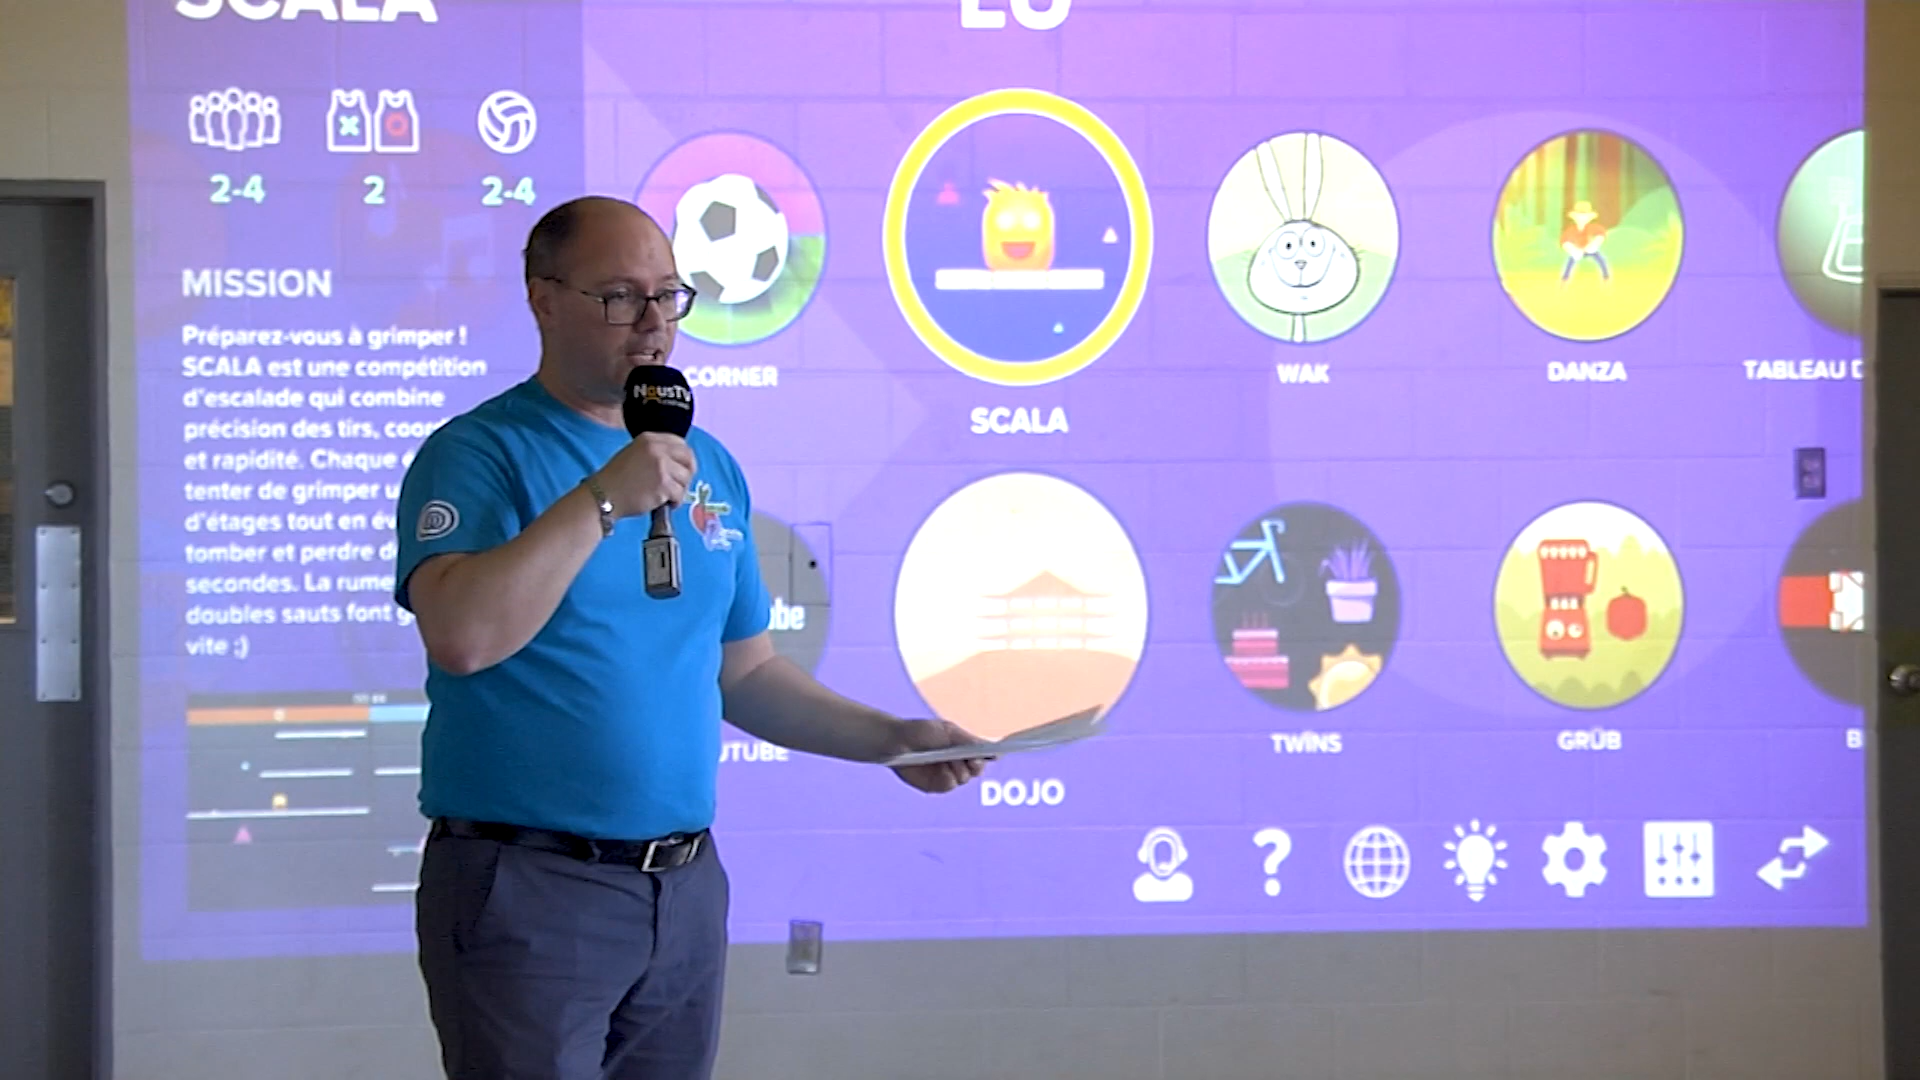 SCALA
2-4
2
2-4
MISSION
Préparez-vous à grimper !
SCALA est une compétition
d'escalade qui combine
précision des tirs, coor
et rapidité. Chaque
tenter de grimper
d'étages tout en
tomber et perdre
secondes. La rume
doubles sauts font
vite ;)
CORNER
SCALA
WAK
DANZA
TABLEAU
UTUBE
DOJO
TWINS
GRÜB
B
be
NousTV